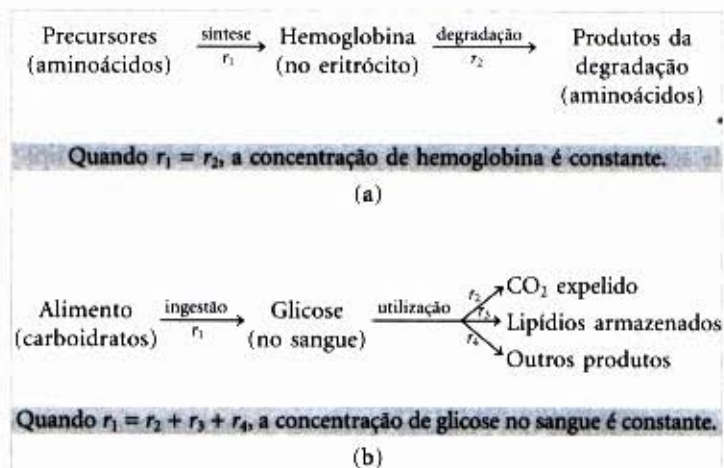 Precursores síntese Hemoglobina degradação Produtos da
(aminoácidos) r₁ (no eritrócito) r₂ degradação
(aminoácidos)
Quando r₁ = r₂, a concentração de hemoglobina é constante.
(a)
CO₂ expelido
Alimento ingestão Glicose utilização r₂ r₃ Lipídios armazenados
(carboidratos) r₁ (no sangue) r₄ Outros produtos
Quando r₁ = r₂ + r₃ + r₄, a concentração de glicose no sangue é constante.
(b)